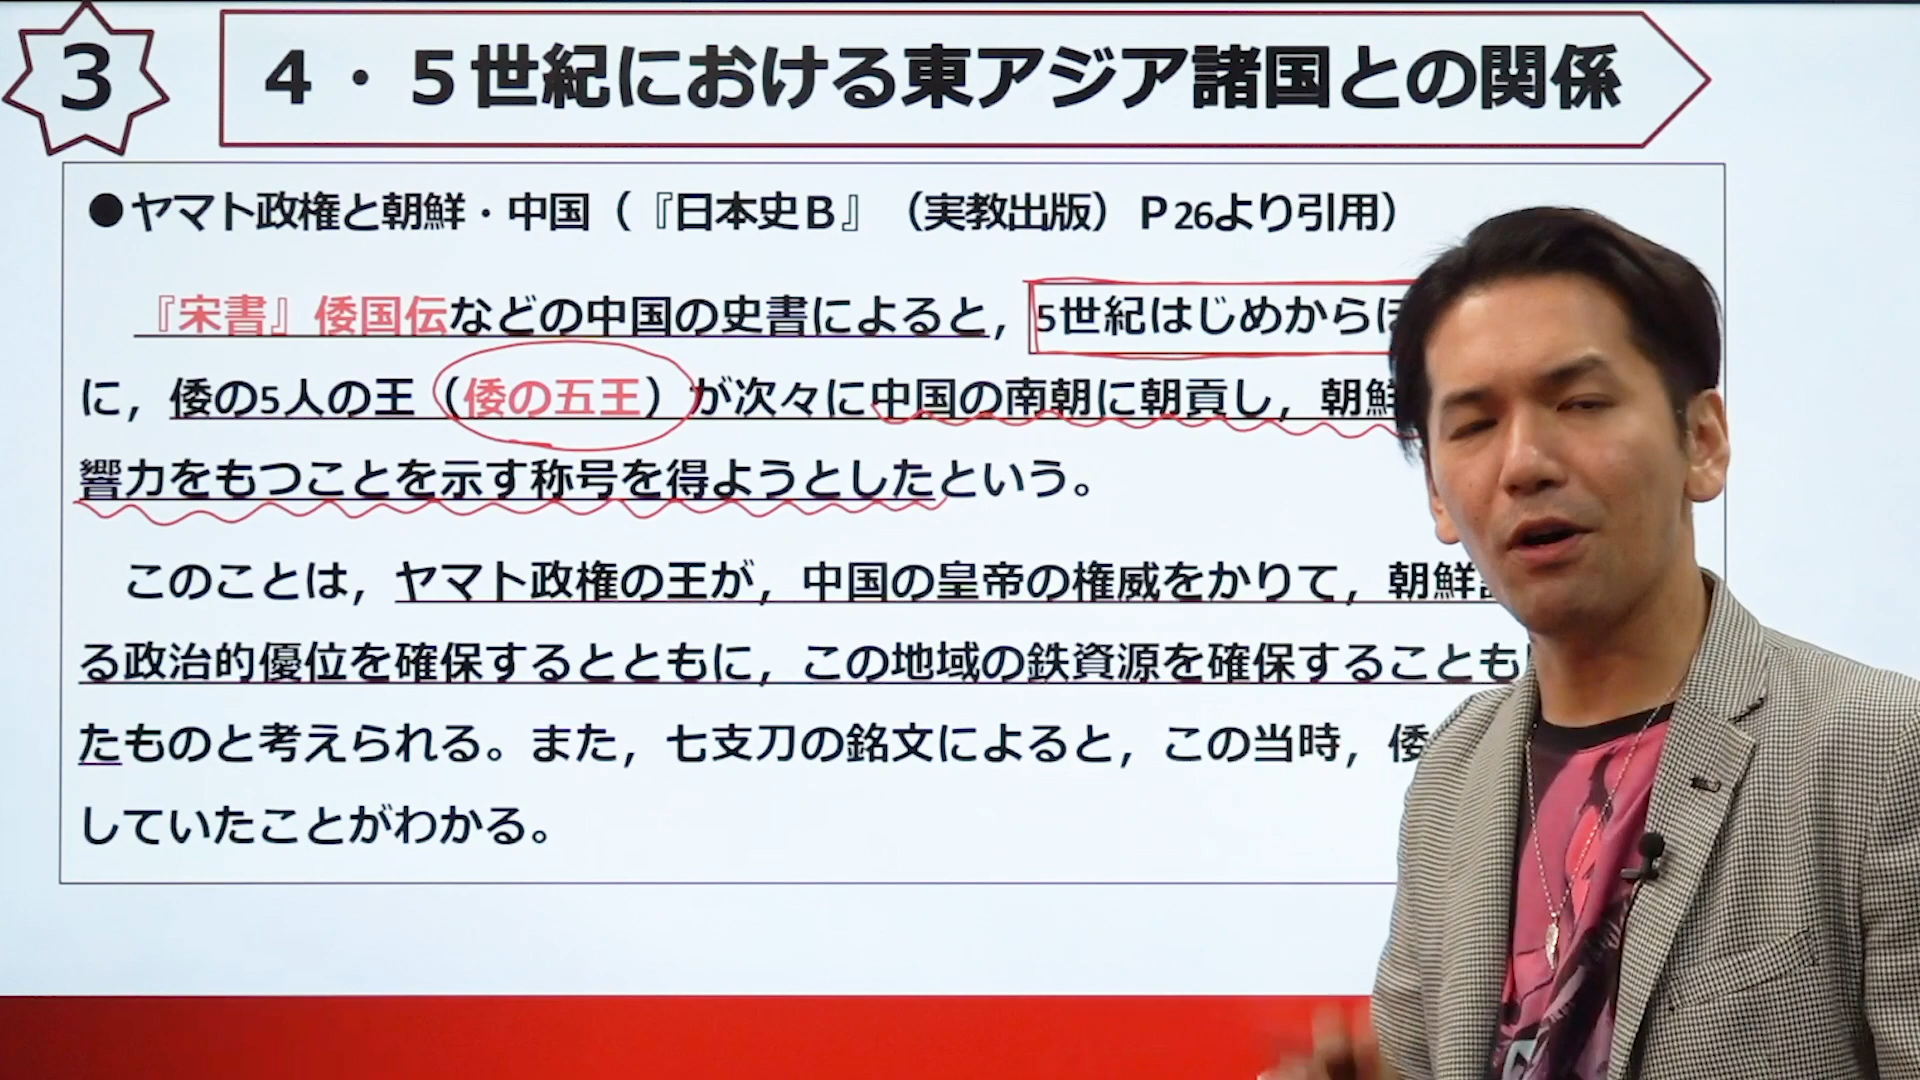 3
４・５世紀における東アジア諸国との関係
●ヤマト政権と朝鮮・中国（『日本史Ｂ』（実教出版）Ｐ26より引用）
『宋書』倭国伝などの中国の史書によると，5世紀はじめからほ
に，倭の5人の王（倭の五王）が次々に中国の南朝に朝貢し，朝鮮
響力をもつことを示す称号を得ようとしたという。
このことは，ヤマト政権の王が，中国の皇帝の権威をかりて，朝鮮
る政治的優位を確保するとともに，この地域の鉄資源を確保することも
たものと考えられる。また，七支刀の銘文によると，この当時，倭
していたことがわかる。